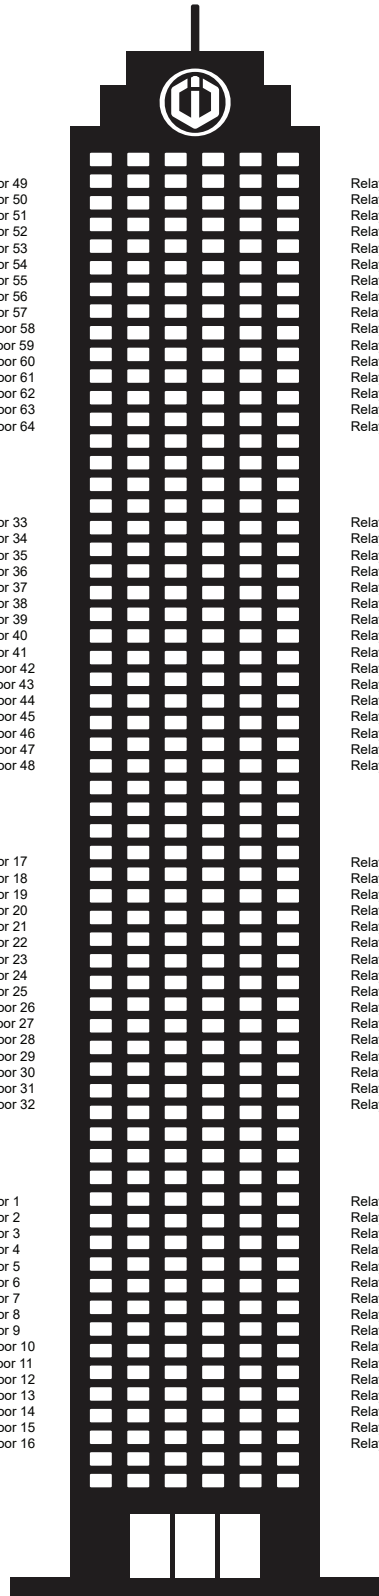 or 49 Rela
or 50 Rela
or 51 Rela
or 52 Rela
or 53 Rela
or 54 Rela
or 55 Rela
or 56 Rela
or 57 Rela
oor 58 Rela
oor 59 Rela
oor 60 Rela
oor 61 Rela
oor 62 Rela
oor 63 Rela
oor 64 Rela
or 33 Rela
or 34 Rela
or 35 Rela
or 36 Rela
or 37 Rela
or 38 Rela
or 39 Rela
or 40 Rela
or 41 Rela
oor 42 Rela
oor 43 Rela
oor 44 Rela
oor 45 Rela
oor 46 Rela
oor 47 Rela
oor 48 Rela
or 17 Rela
or 18 Rela
or 19 Rela
or 20 Rela
or 21 Rela
or 22 Rela
or 23 Rela
or 24 Rela
or 25 Rela
oor 26 Rela
oor 27 Rela
oor 28 Rela
oor 29 Rela
oor 30 Rela
oor 31 Rela
oor 32 Rela
or 1 Rela
or 2 Rela
or 3 Rela
or 4 Rela
or 5 Rela
or 6 Rela
or 7 Rela
or 8 Rela
or 9 Rela
oor 10 Rela
oor 11 Rela
oor 12 Rela
oor 13 Rela
oor 14 Rela
oor 15 Rela
oor 16 Rela